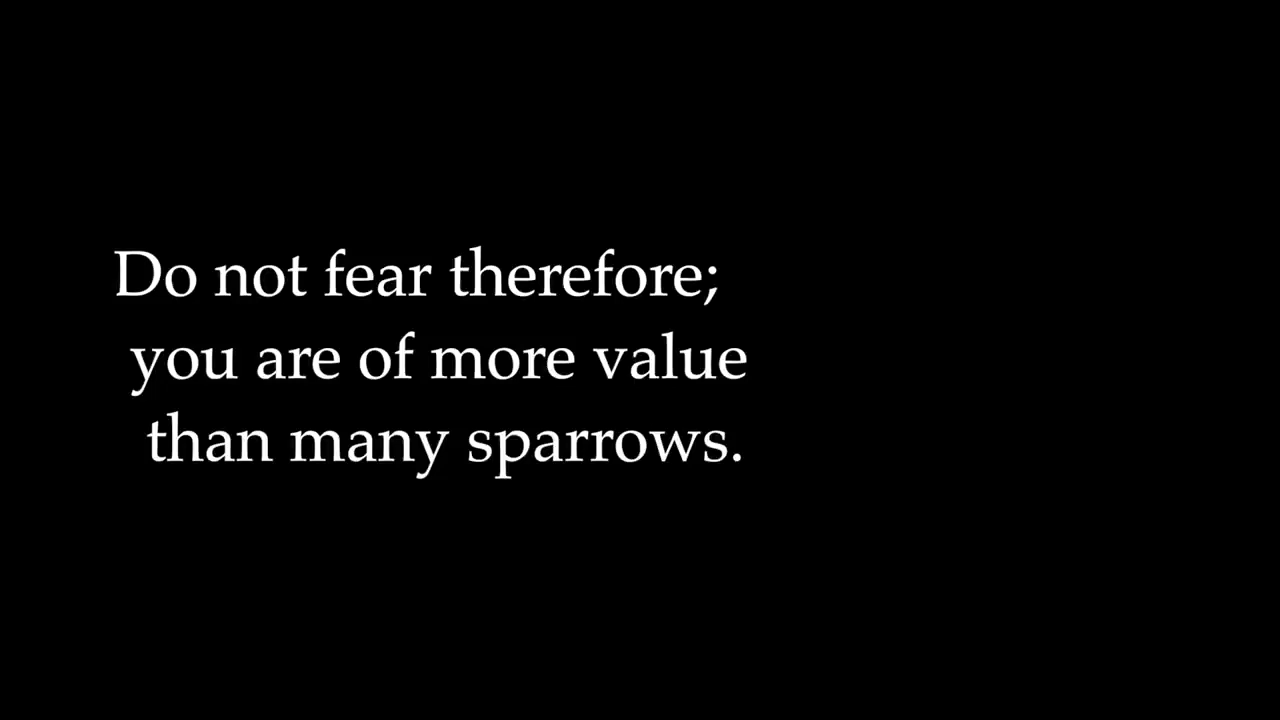 Do not fear therefore;
you are of more value
than many sparrows.